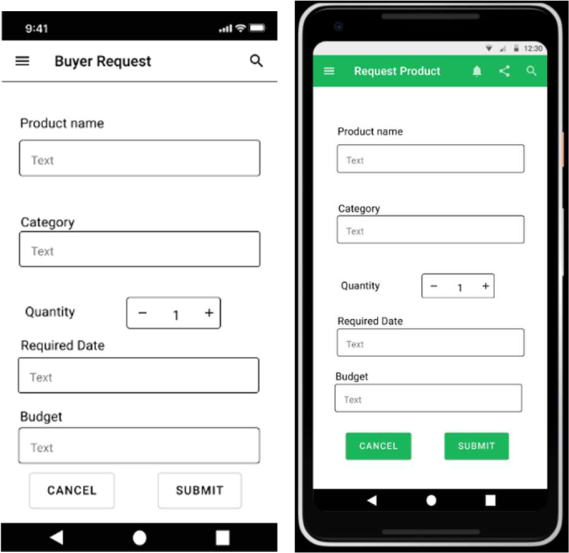 9:41
Buyer Request
Product name
Text
Category
Text
Quantity
− 1 +
Required Date
Text
Budget
Text
CANCEL SUBMIT
12:30
Request Product
Product name
Text
Category
Text
Quantity
− 1 +
Required Date
Text
Budget
Text
CANCEL SUBMIT